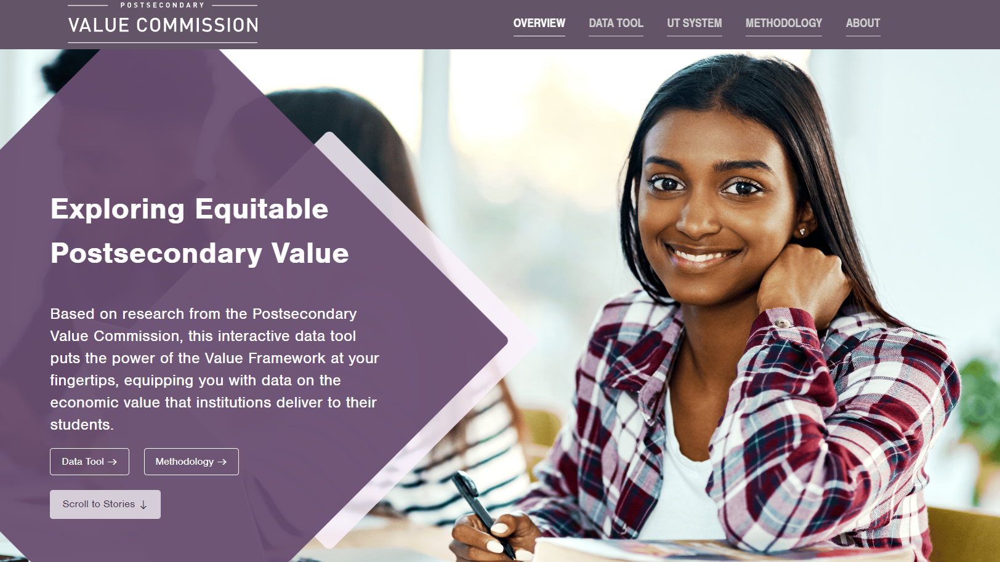 POSTSECONDARY
VALUE COMMISSION
OVERVIEW
DATA TOOL
UT SYSTEM
METHODOLOGY
ABOUT
Exploring Equitable
Postsecondary Value
Based on research from the Postsecondary
Value Commission, this interactive data tool
puts the power of the Value Framework at your
fingertips, equipping you with data on the
economic value that institutions deliver to their
students.
Data Tool →
Methodology →
Scroll to Stories ↓